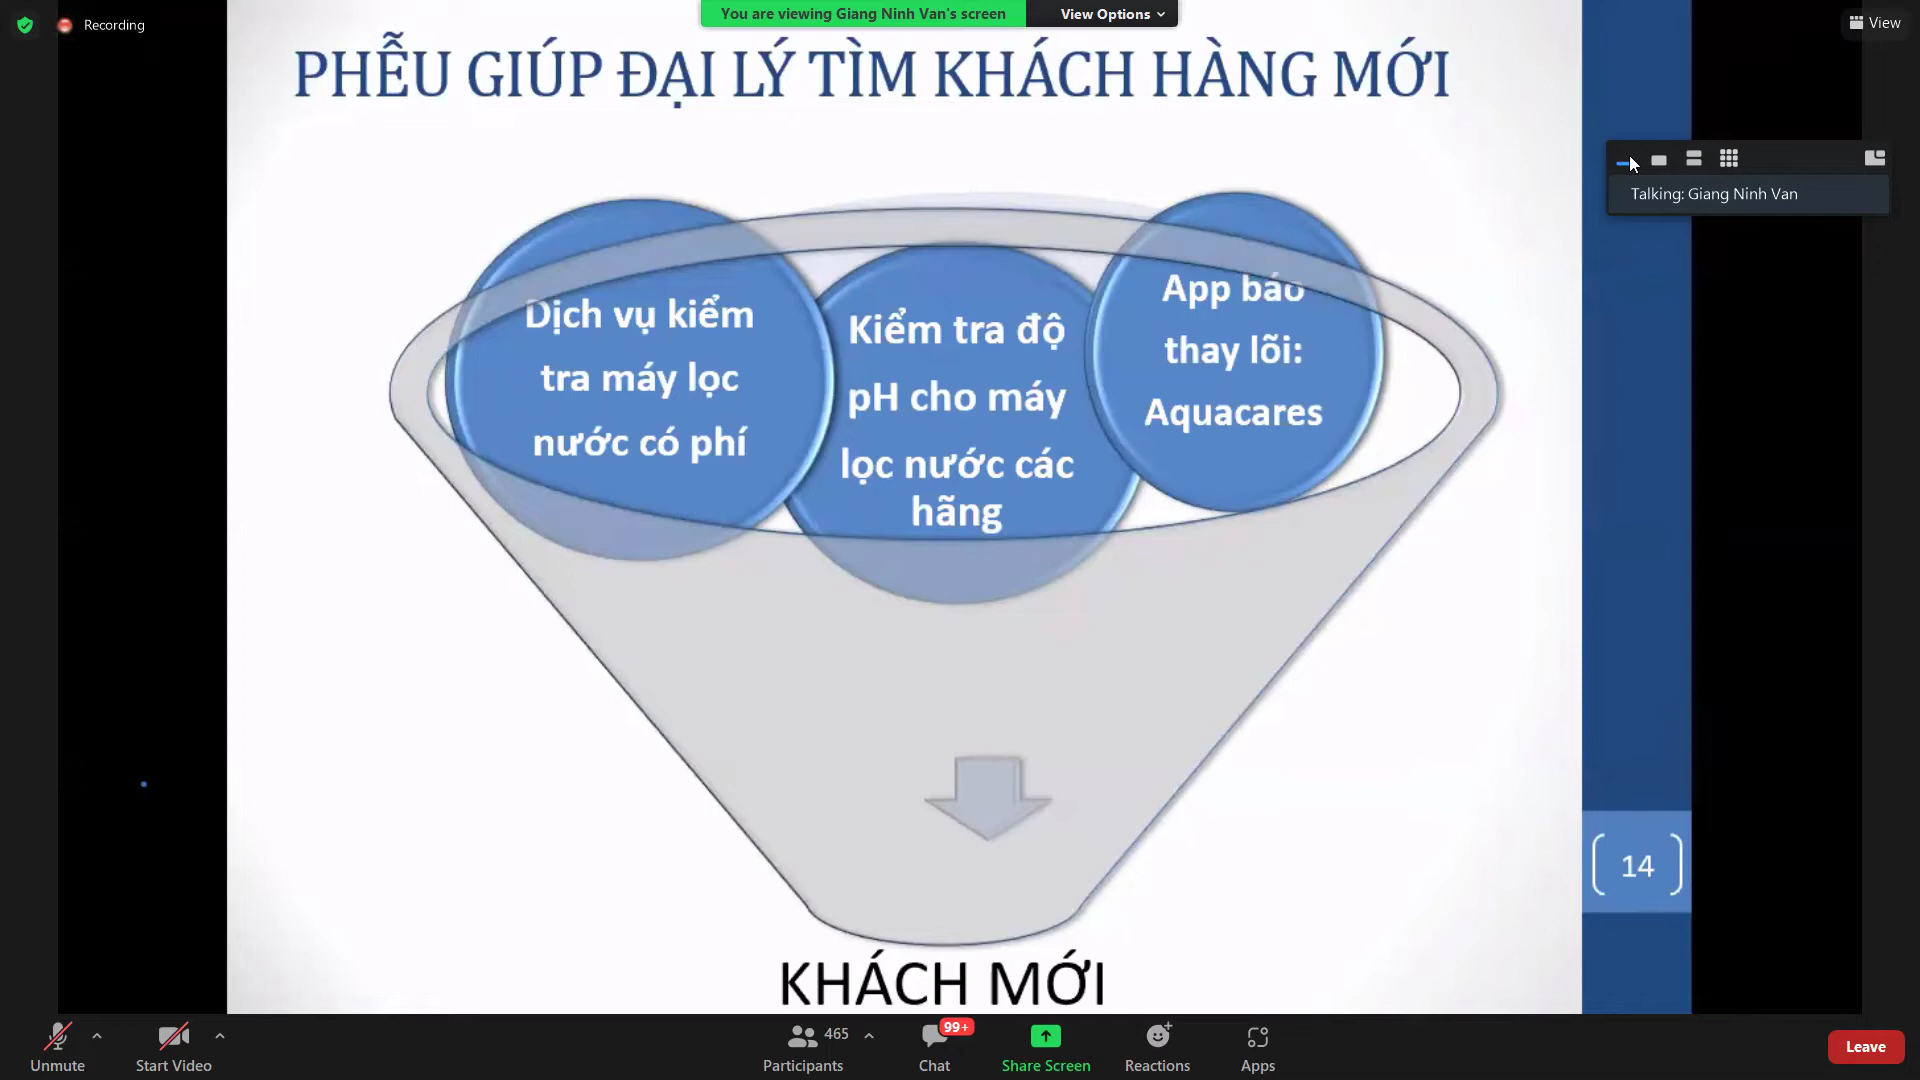 Recording
You are viewing Giang Ninh Van's screen
View Options
View
PHỄU GIÚP ĐẠI LÝ TÌM KHÁCH HÀNG MỚI
Talking: Giang Ninh Van
Dịch vụ kiểm
tra máy lọc
nước có phí
Kiểm tra độ
pH cho máy
lọc nước các
hãng
App báo
thay lõi:
Aquacares
14
KHÁCH MỚI
Unmute
Start Video
465
Participants
99+
Chat
Share Screen
Reactions
Apps
Leave